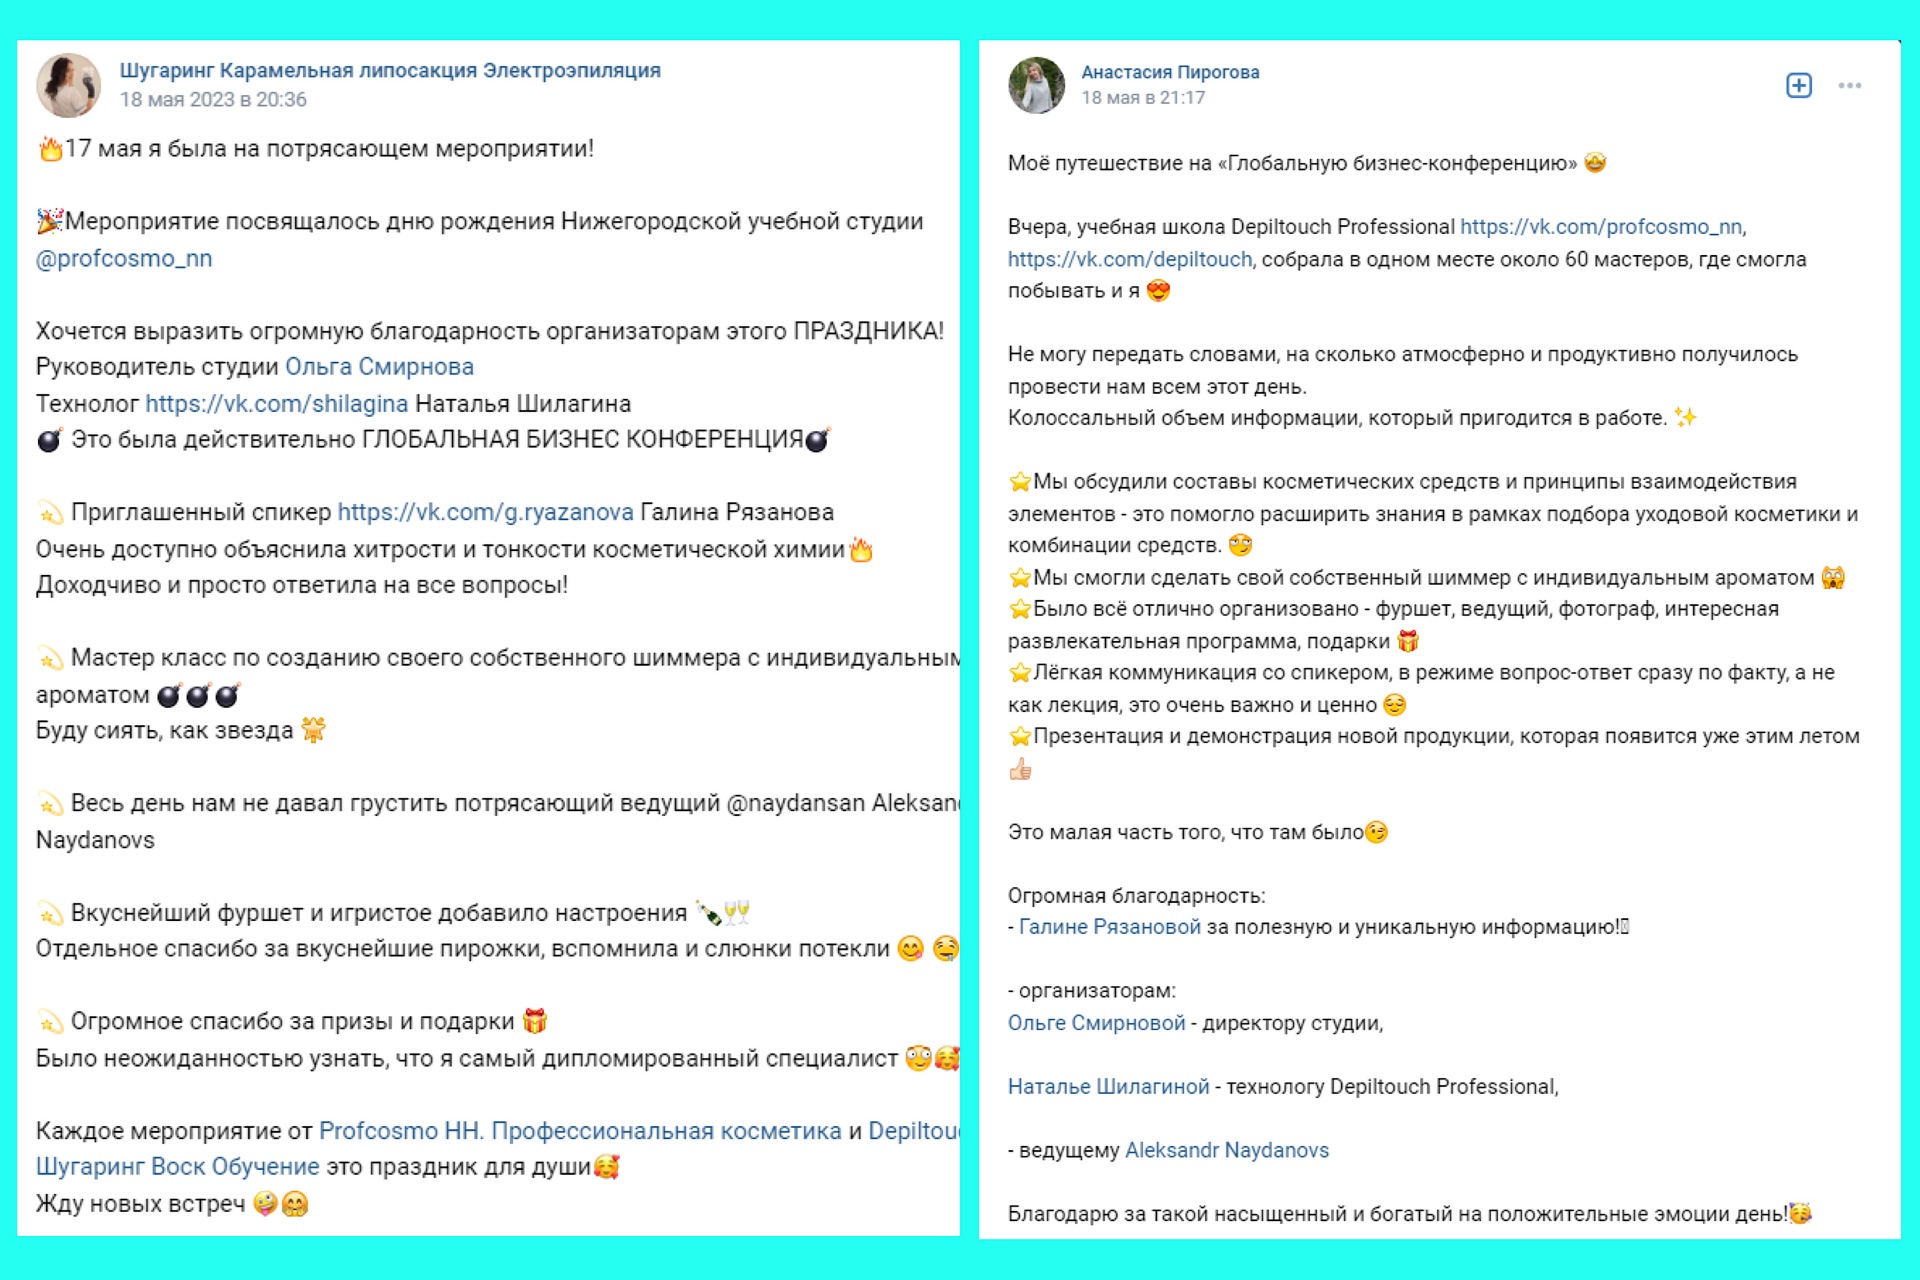 Шугаринг Карамельная липосакция Электроэпиляция
18 мая 2023 в 20:36
🔥17 мая я была на потрясающем мероприятии!
🎉Мероприятие посвящалось дню рождения Нижегородской учебной студии
@profcosmo_nn
Хочется выразить огромную благодарность организаторам этого ПРАЗДНИКА!
Руководитель студии Ольга Смирнова
Технолог https://vk.com/shilagina Наталья Шилагина
💣 Это была действительно ГЛОБАЛЬНАЯ БИЗНЕС КОНФЕРЕНЦИЯ💣
💫 Приглашенный спикер https://vk.com/g.ryazanova Галина Рязанова
Очень доступно объяснила хитрости и тонкости косметической химии🔥
Доходчиво и просто ответила на все вопросы!
💫 Мастер класс по созданию своего собственного шиммера с индивидуальным
ароматом 💣💣💣
Буду сиять, как звезда 🌟
💫 Весь день нам не давал грустить потрясающий ведущий @naydansan Aleksan
Naydanovs
💫 Вкуснейший фуршет и игристое добавило настроения 🍾🥂
Отдельное спасибо за вкуснейшие пирожки, вспомнила и слюнки потекли 😋 🤤
💫 Огромное спасибо за призы и подарки 🎁
Было неожиданностью узнать, что я самый дипломированный специалист 😳🥰
Каждое мероприятие от Profcosmo НН. Профессиональная косметика и Depiltou
Шугаринг Воск Обучение это праздник для души🥰
Жду новых встреч 🤪🤗
Анастасия Пирогова
18 мая в 21:17
Моё путешествие на «Глобальную бизнес-конференцию» 🤩
Вчера, учебная школа Depiltouch Professional https://vk.com/profcosmo_nn,
https://vk.com/depiltouch, собрала в одном месте около 60 мастеров, где смогла
побывать и я 😍
Не могу передать словами, на сколько атмосферно и продуктивно получилось
провести нам всем этот день.
Колоссальный объем информации, который пригодится в работе. ✨
⭐Мы обсудили составы косметических средств и принципы взаимодействия
элементов - это помогло расширить знания в рамках подбора уходовой косметики и
комбинации средств. 😏
⭐Мы смогли сделать свой собственный шиммер с индивидуальным ароматом 🙀
⭐Было всё отлично организовано - фуршет, ведущий, фотограф, интересная
развлекательная программа, подарки 🎁
⭐Лёгкая коммуникация со спикером, в режиме вопрос-ответ сразу по факту, а не
как лекция, это очень важно и ценно 😌
⭐Презентация и демонстрация новой продукции, которая появится уже этим летом
👍🏻
Это малая часть того, что там было😉
Огромная благодарность:
- Галине Рязановой за полезную и уникальную информацию!
- организаторам:
Ольге Смирновой - директору студии,
Наталье Шилагиной - технологу Depiltouch Professional,
- ведущему Aleksandr Naydanovs
Благодарю за такой насыщенный и богатый на положительные эмоции день!🥳